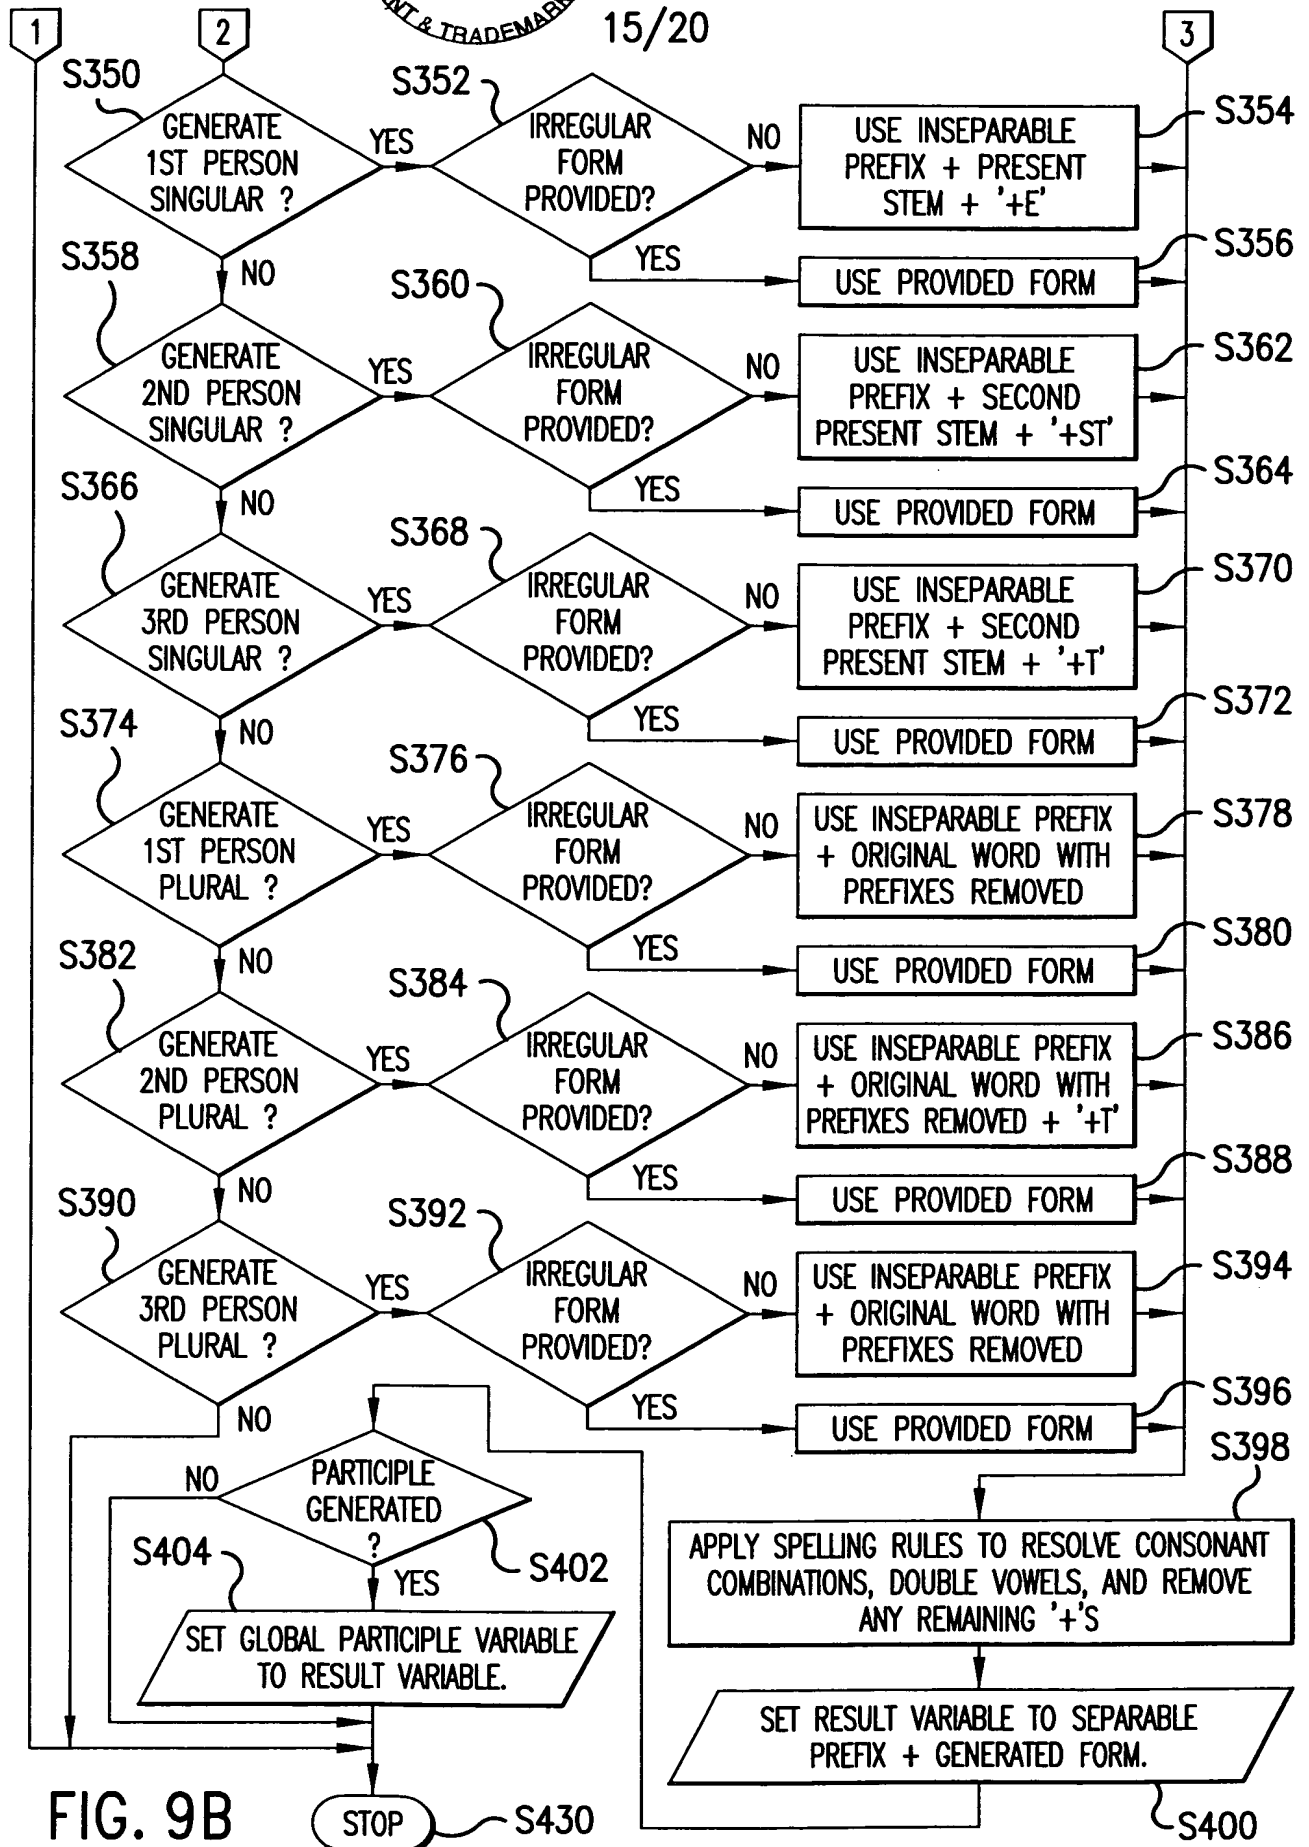 NT & TRADEMARK
15/20
1
2
3
S350
GENERATE
1ST PERSON
SINGULAR ?
YES
NO
S352
IRREGULAR
FORM
PROVIDED?
NO
YES
USE INSEPARABLE
PREFIX + PRESENT
STEM + '+E'
S354
USE PROVIDED FORM
S356
S358
GENERATE
2ND PERSON
SINGULAR ?
YES
NO
S360
IRREGULAR
FORM
PROVIDED?
NO
YES
USE INSEPARABLE
PREFIX + SECOND
PRESENT STEM + '+ST'
S362
USE PROVIDED FORM
S364
S366
GENERATE
3RD PERSON
SINGULAR ?
YES
NO
S368
IRREGULAR
FORM
PROVIDED?
NO
YES
USE INSEPARABLE
PREFIX + SECOND
PRESENT STEM + '+T'
S370
USE PROVIDED FORM
S372
S374
GENERATE
1ST PERSON
PLURAL ?
YES
NO
S376
IRREGULAR
FORM
PROVIDED?
NO
YES
USE INSEPARABLE PREFIX
+ ORIGINAL WORD WITH
PREFIXES REMOVED
S378
USE PROVIDED FORM
S380
S382
GENERATE
2ND PERSON
PLURAL ?
YES
NO
S384
IRREGULAR
FORM
PROVIDED?
NO
YES
USE INSEPARABLE PREFIX
+ ORIGINAL WORD WITH
PREFIXES REMOVED + '+T'
S386
USE PROVIDED FORM
S388
S390
GENERATE
3RD PERSON
PLURAL ?
YES
NO
S392
IRREGULAR
FORM
PROVIDED?
NO
YES
USE INSEPARABLE PREFIX
+ ORIGINAL WORD WITH
PREFIXES REMOVED
S394
USE PROVIDED FORM
S396
S398
APPLY SPELLING RULES TO RESOLVE CONSONANT
COMBINATIONS, DOUBLE VOWELS, AND REMOVE
ANY REMAINING '+'S
SET RESULT VARIABLE TO SEPARABLE
PREFIX + GENERATED FORM.
S400
PARTICIPLE
GENERATED
?
NO
YES
S402
S404
SET GLOBAL PARTICIPLE VARIABLE
TO RESULT VARIABLE.
STOP
S430
FIG. 9B